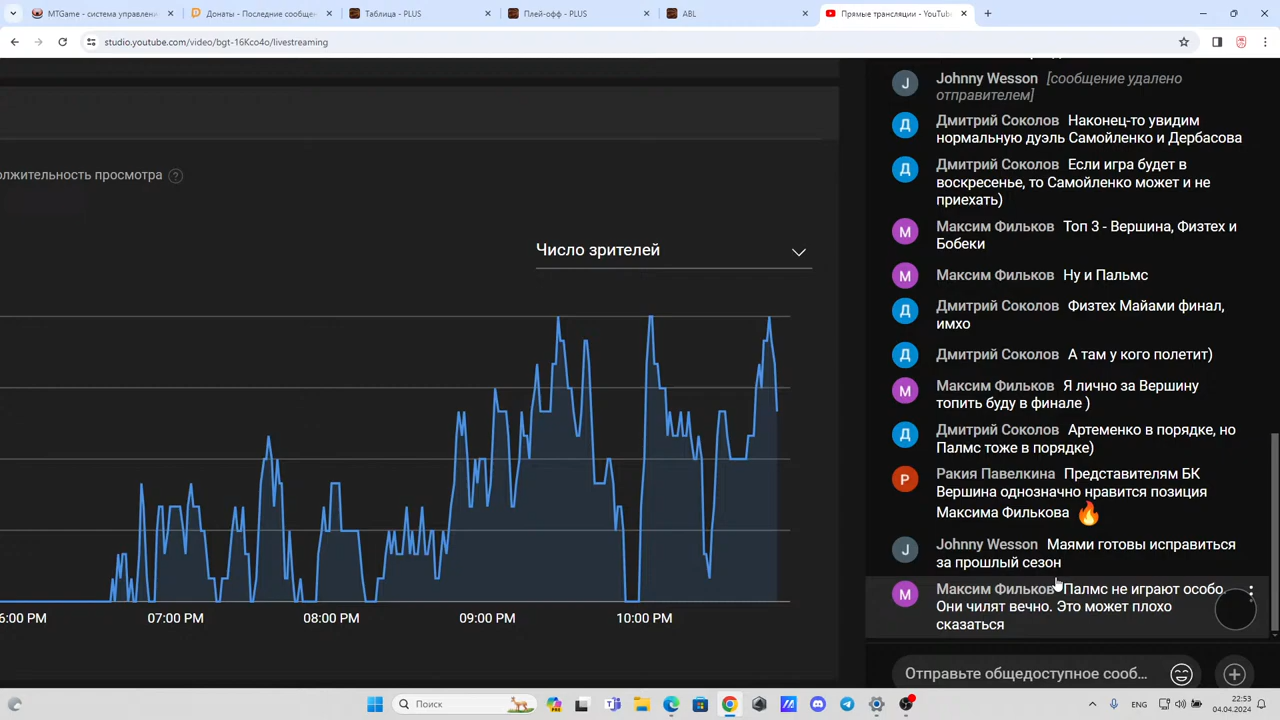 MTGame - система управлени
Донаты - Последние сообщен
Таблица - PLUS
Плей-офф - PLUS
ABL
Прямые трансляции - YouTube
studio.youtube.com/video/bgt-16Kco4o/livestreaming
олжительность просмотра
Число зрителей
6:00 PM
07:00 PM
08:00 PM
09:00 PM
10:00 PM
Johnny Wesson [сообщение удалено
отправителем]
Дмитрий Соколов Наконец-то увидим
нормальную дуэль Самойленко и Дербасова
Дмитрий Соколов Если игра будет в
воскресенье, то Самойленко может и не
приехать)
Максим Фильков Топ 3 - Вершина, Физтех и
Бобеки
Максим Фильков Ну и Пальмс
Дмитрий Соколов Физтех Майами финал,
имхо
Дмитрий Соколов А там у кого полетит)
Максим Фильков Я лично за Вершину
топить буду в финале )
Дмитрий Соколов Артеменко в порядке, но
Палмс тоже в порядке)
Ракия Павелкина Представителям БК
Вершина однозначно нравится позиция
Максима Филькова 🔥
Johnny Wesson Маями готовы исправиться
за прошлый сезон
Максим Фильков Палмс не играют особо.
Они чилят вечно. Это может плохо
сказаться
Отправьте общедоступное сооб...
Поиск
ENG
22:53
04.04.2024